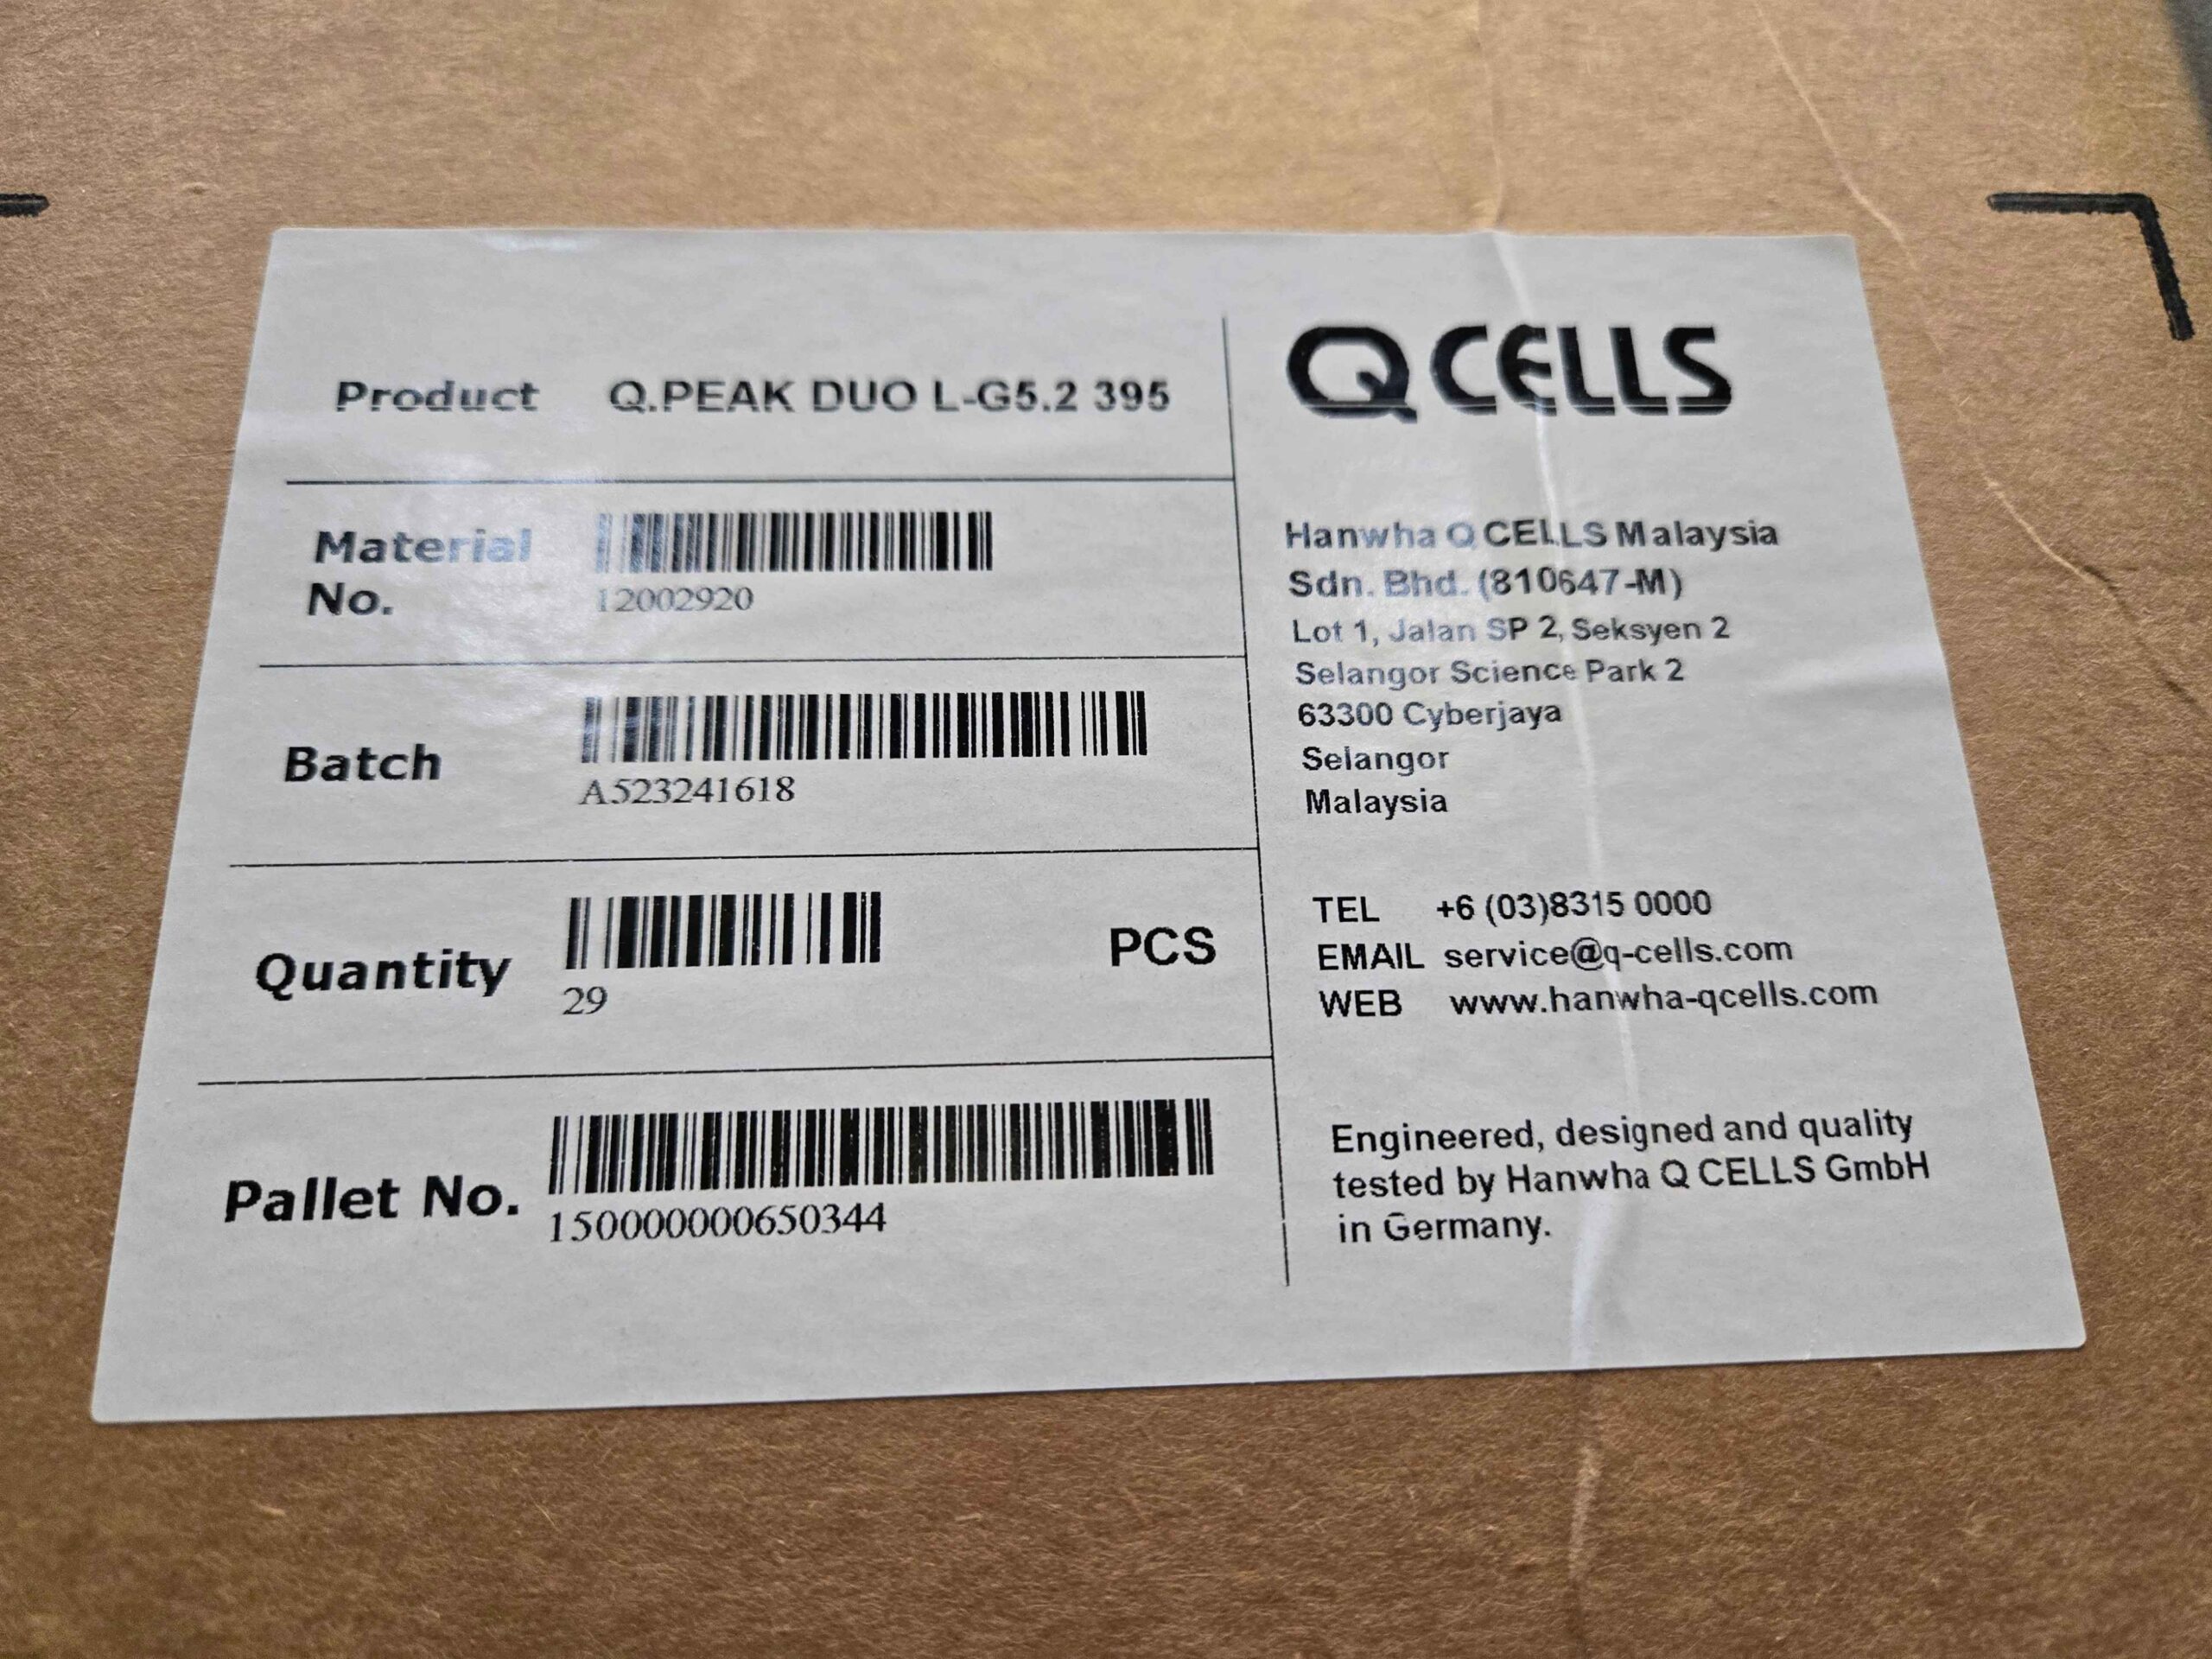 Product Q.PEAK DUO L-G5.2 395
Material
No.
12002920
Batch
A523241618
Quantity
29
PCS
Pallet No.
150000000650344
Q CELLS
Hanwha Q CELLS Malaysia
Sdn. Bhd. (810647-M)
Lot 1, Jalan SP 2, Seksyen 2
Selangor Science Park 2
63300 Cyberjaya
Selangor
Malaysia
TEL +6 (03)8315 0000
EMAIL service@q-cells.com
WEB www.hanwha-qcells.com
Engineered, designed and quality
tested by Hanwha Q CELLS GmbH
in Germany.